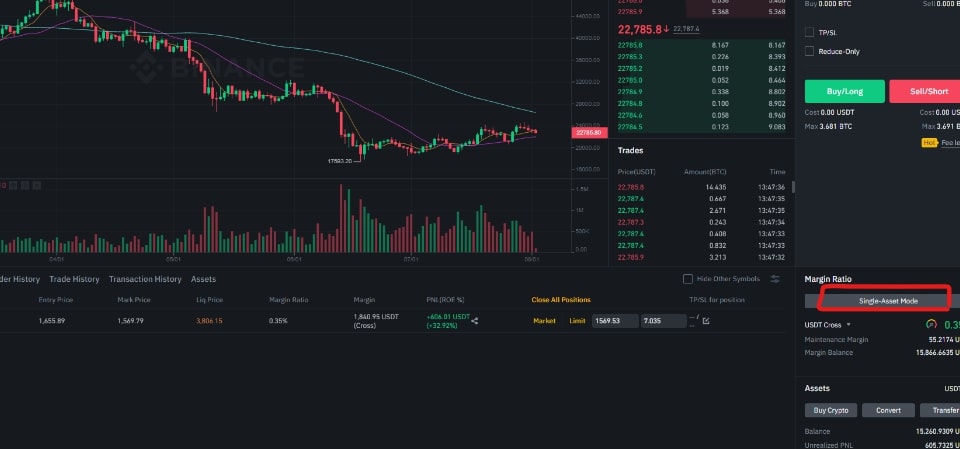 44000.00
40000.00
36000.00
32000.00
28000.00
24000.00
22785.80
20000.00
16000.00
BINANCE
17593.20
1.5M
1M
500K
0.00
04/01
05/01
06/01
07/01
08/01
22785.8 0.036 5.408
22785.9 5.368 5.368
22,785.8↓ 22,787.6
22785.8 8.167 8.167
22785.3 0.226 8.393
22785.2 0.019 8.412
22785.0 0.052 8.464
22784.9 0.338 8.802
22784.8 0.100 8.902
22784.6 0.058 8.960
22784.5 0.123 9.083
Trades
Price(USDT) Amount(BTC) Time
22,785.8 14.435 13:47:36
22,787.6 0.667 13:47:35
22,787.4 2.671 13:47:35
22,787.3 0.243 13:47:34
22,787.4 0.408 13:47:33
22,787.4 0.832 13:47:33
22,785.9 3.213 13:47:32
Buy 0.000 BTC Sell 0.00
TP/SL
Reduce-Only
Buy/Long Sell/Short
Cost 0.00 USDT Cost 0.00 U
Max 3.681 BTC Max 3.691
Hot Fee le
der History Trade History Transaction History Assets
Hide Other Symbols
Entry Price Mark Price Liq.Price Margin Ratio Margin PNL(ROE %) Close All Positions TP/SL for position
1,655.89 1,569.79 3,806.15 0.35% 1,840.95 USDT (Cross) +606.01 USDT (+32.92%) Market Limit 1569.53 7.035 -- / --
Margin Ratio
Single-Asset Mode
USDT Cross 0.35
Maintenance Margin 55.2174 U
Margin Balance 15,866.6635 U
Assets USDT
Buy Crypto Convert Transfer
Balance 15,260.9309 U
Unrealized PNL 605.7325 U